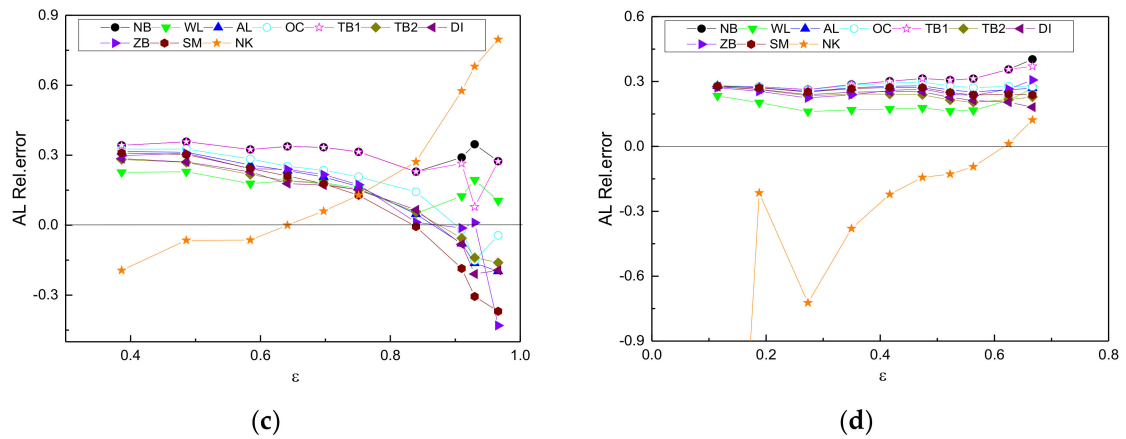 NB WL AL OC TB1 TB2 DI
ZB SM NK
AL Rel.error
0.9
0.6
0.3
0.0
-0.3
0.4 0.6 0.8 1.0
ε
(c)
NB WL AL OC TB1 TB2 DI
ZB SM NK
AL Rel.error
0.6
0.3
0.0
-0.3
-0.6
-0.9
0.0 0.2 0.4 0.6 0.8
ε
(d)